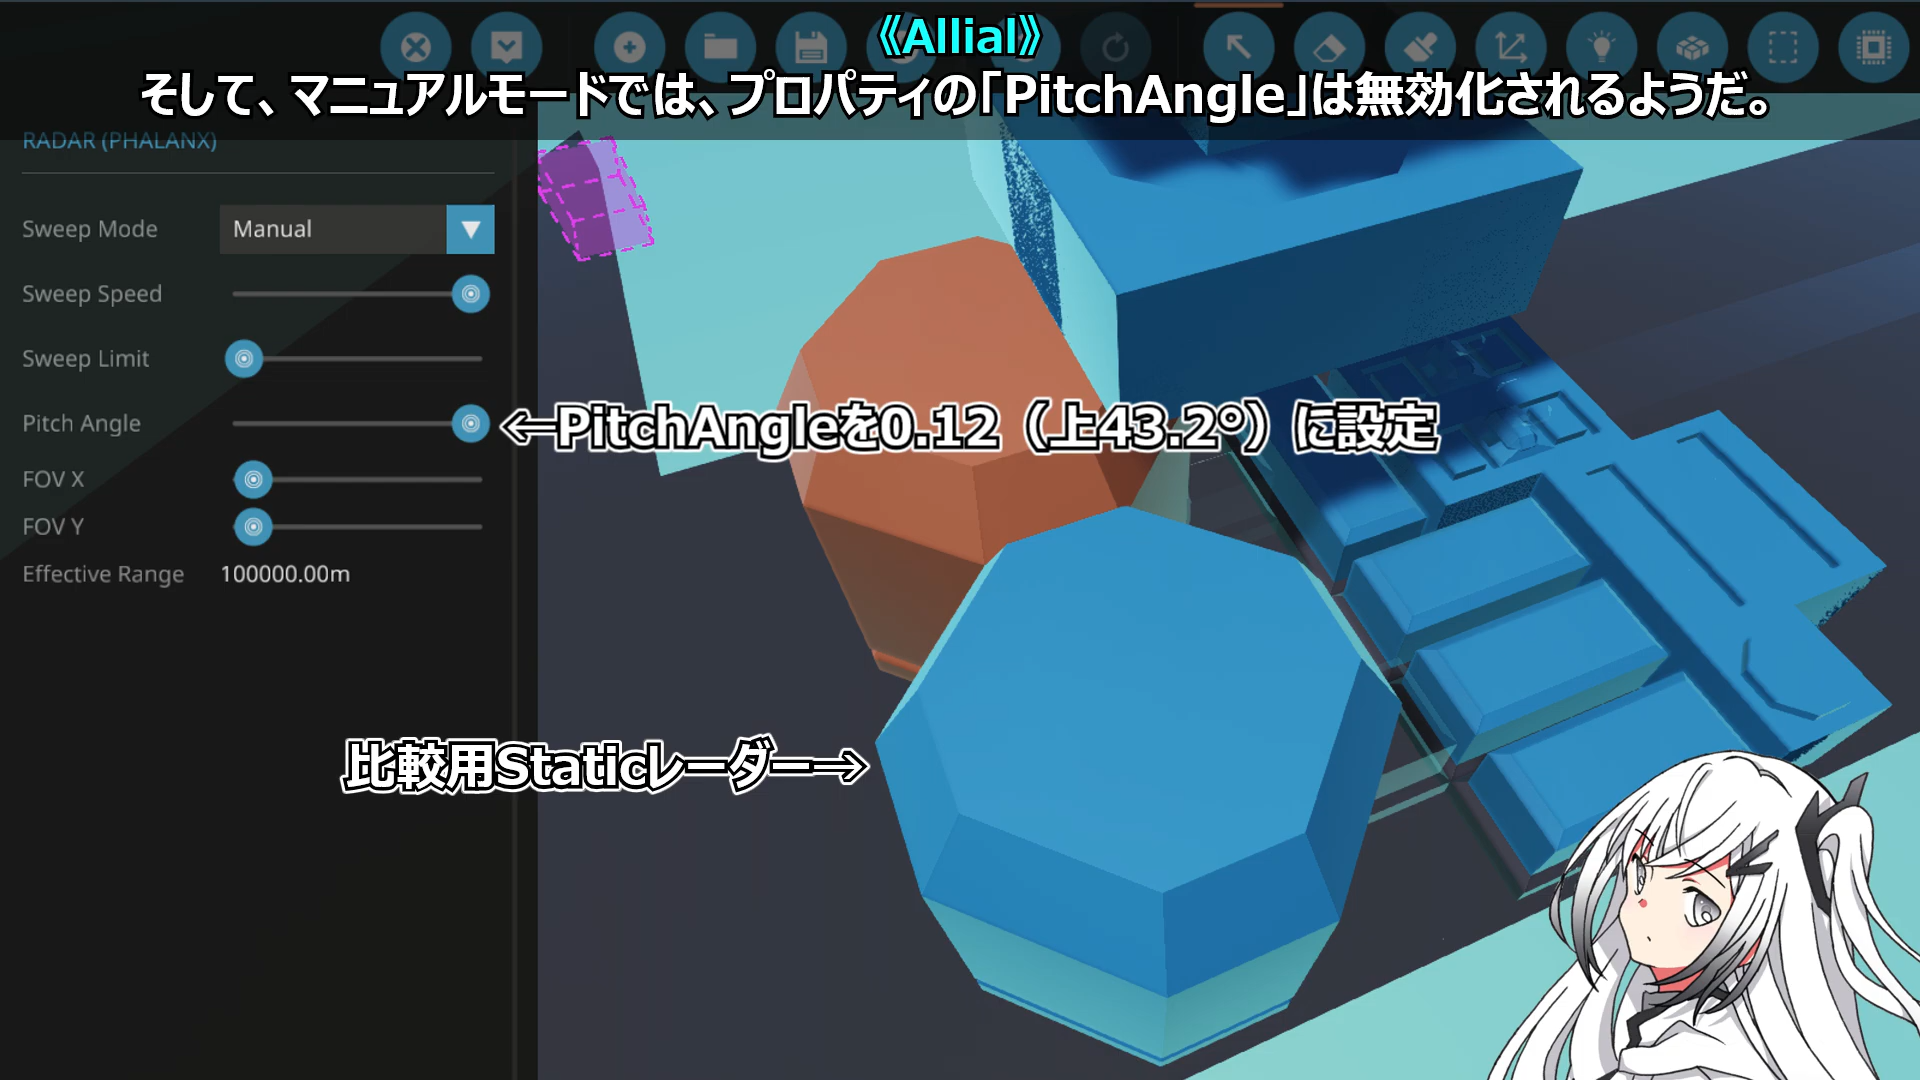 《Allial》
そして、マニュアルモードでは、プロパティの「PitchAngle」は無効化されるようだ。
RADAR (PHALANX)
Sweep Mode
Manual
Sweep Speed
Sweep Limit
Pitch Angle
←PitchAngleを0.12（上43.2°）に設定
FOV X
FOV Y
Effective Range 100000.00m
比較用Staticレーダー→